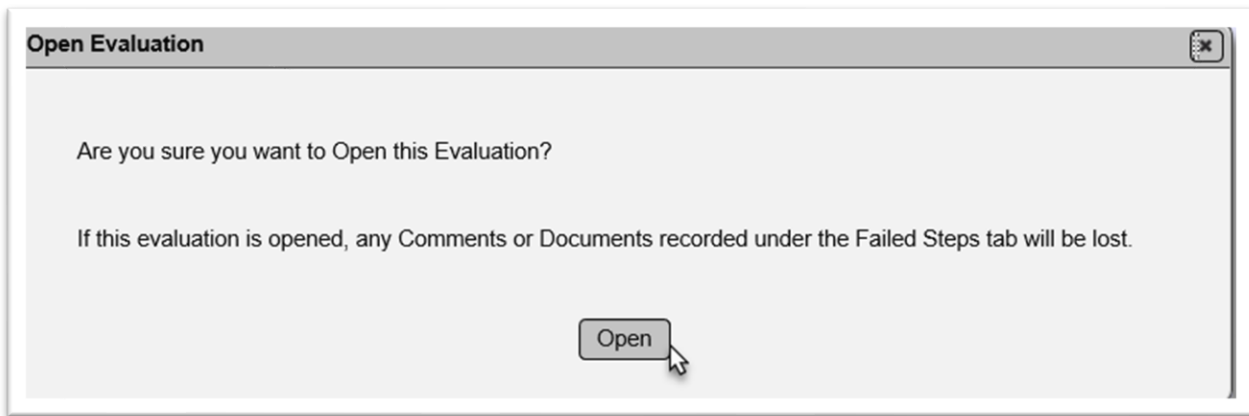 Open Evaluation
Are you sure you want to Open this Evaluation?
If this evaluation is opened, any Comments or Documents recorded under the Failed Steps tab will be lost.
Open